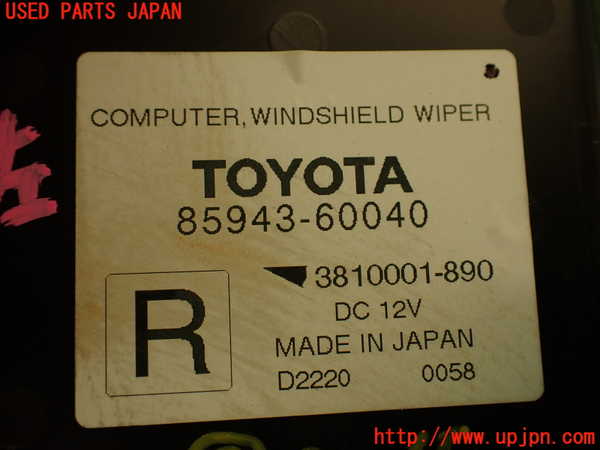 USED PARTS JAPAN
COMPUTER, WINDSHIELD WIPER
TOYOTA
85943-60040
3810001-890
R
DC 12V
MADE IN JAPAN
D2220 0058
http://www.upjpn.com